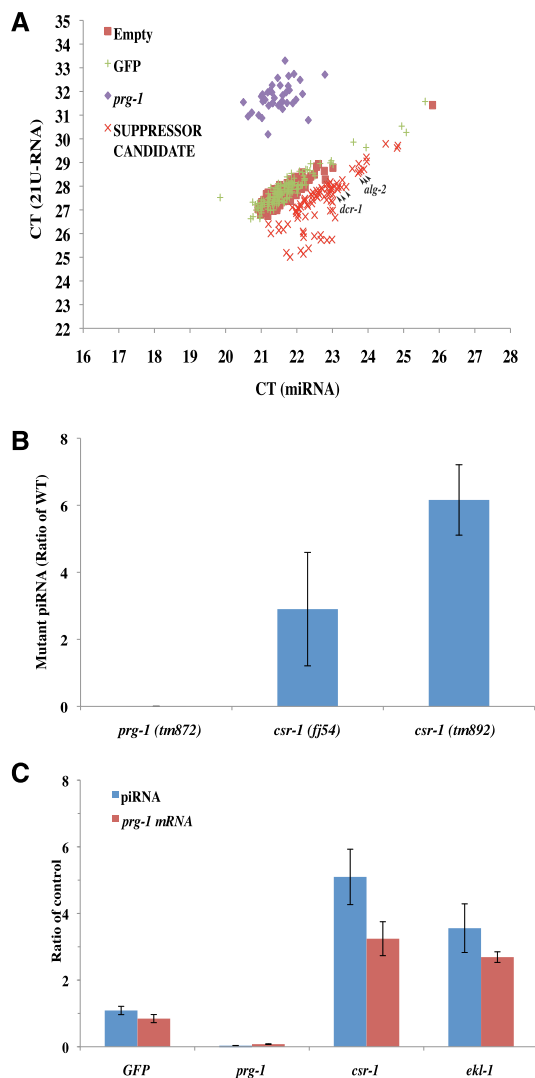 A
Empty
GFP
prg-1
SUPPRESSOR
CANDIDATE
35
34
33
32
31
30
29
28
27
26
25
24
23
22
CT (21U-RNA)
alg-2
dcr-1
16 17 18 19 20 21 22 23 24 25 26 27 28
CT (miRNA)
B
8
6
4
2
0
Mutant piRNA (Ratio of WT)
prg-1 (tm872) csr-1 (fj54) csr-1 (tm892)
C
piRNA
prg-1 mRNA
8
6
4
2
0
Ratio of control
GFP prg-1 csr-1 ekl-1